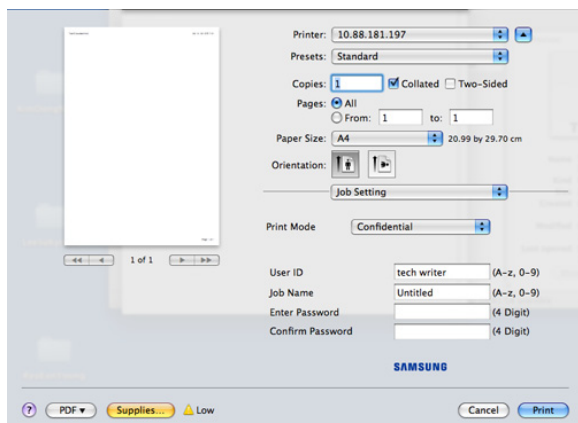 Printer: 10.88.181.197
Presets: Standard
Copies: 1 Collated Two-Sided
Pages: All
From: 1 to: 1
Paper Size: A4 20.99 by 29.70 cm
Orientation:
Job Setting
Print Mode Confidential
1 of 1
User ID tech writer (A-z, 0-9)
Job Name Untitled (A-z, 0-9)
Enter Password (4 Digit)
Confirm Password (4 Digit)
SAMSUNG
? PDF Supplies... Low Cancel Print